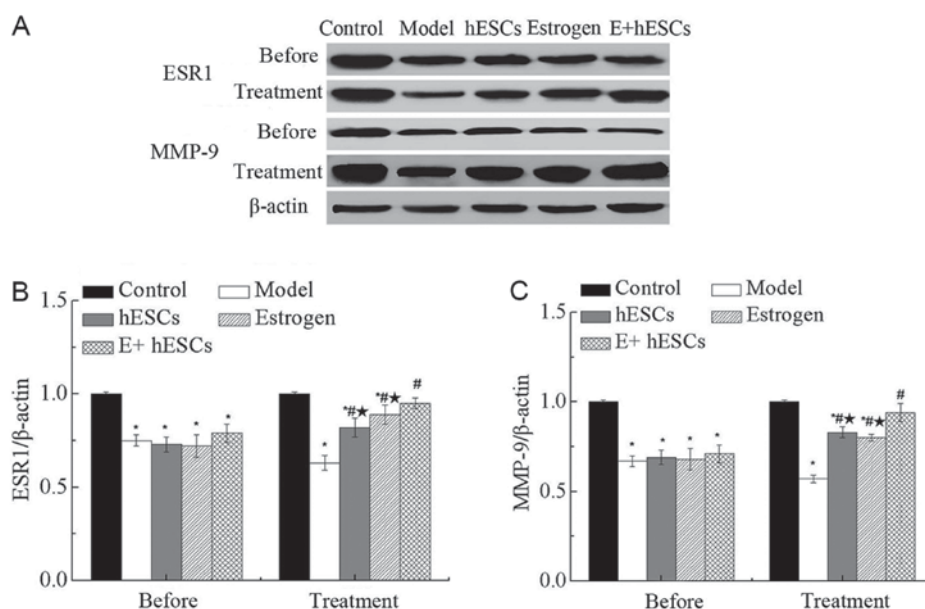 A
Control Model hESCs Estrogen E+hESCs
ESR1
Before
Treatment
MMP-9
Before
Treatment
β-actin
B
Control Model
hESCs Estrogen
E+ hESCs
ESR1/β-actin
1.5
1.0
0.5
0.0
* * * *
* *#★ *#★ #
Before Treatment
C
Control Model
hESCs Estrogen
E+ hESCs
MMP-9/β-actin
1.5
1.0
0.5
0.0
* * * *
* *#★ *#★ #
Before Treatment